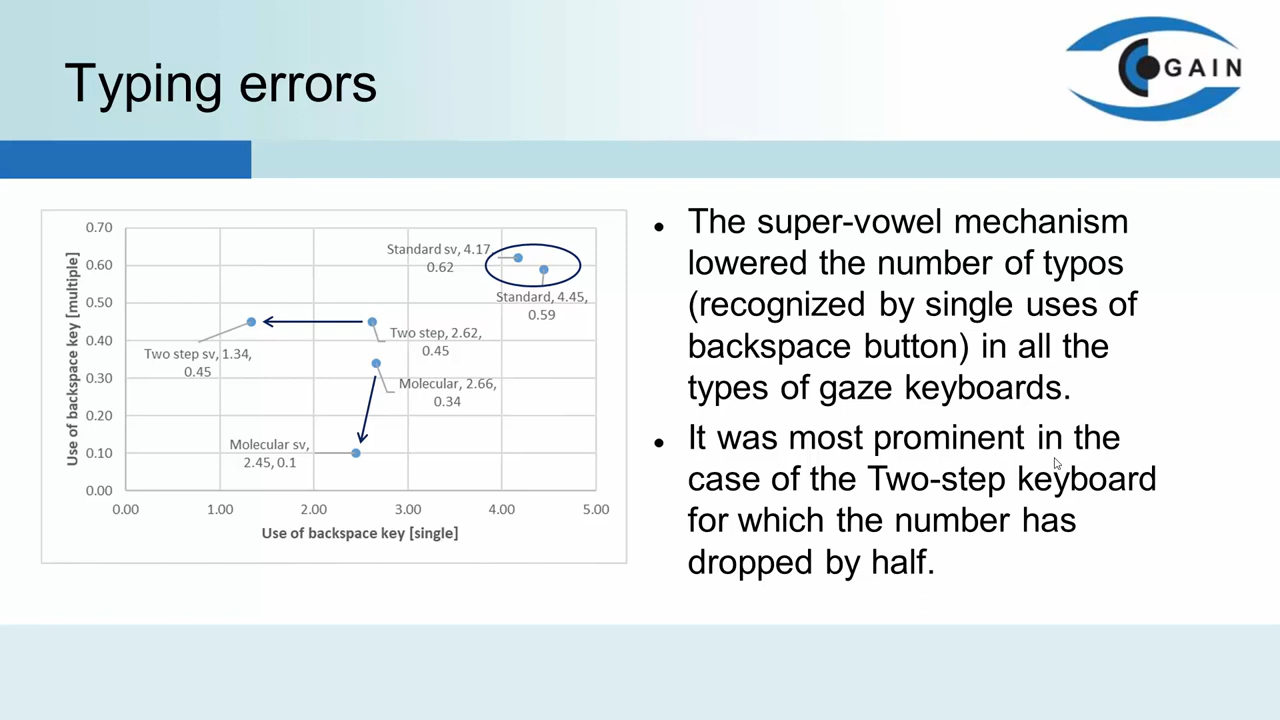 Typing errors
GAIN
0.70
0.60
0.50
0.40
0.30
0.20
0.10
0.00
Use of backspace key [multiple]
Standard sv, 4.17,
0.62
Standard, 4.45,
0.59
Two step, 2.62,
0.45
Two step sv, 1.34,
0.45
Molecular, 2.66,
0.34
Molecular sv,
2.45, 0.1
0.00 1.00 2.00 3.00 4.00 5.00
Use of backspace key [single]
● The super-vowel mechanism
lowered the number of typos
(recognized by single uses of
backspace button) in all the
types of gaze keyboards.
● It was most prominent in the
case of the Two-step keyboard
for which the number has
dropped by half.